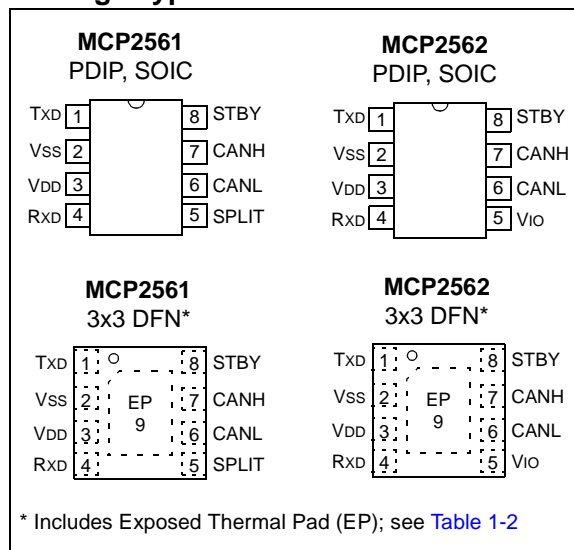 MCP2561
PDIP, SOIC
TXD 1 8 STBY
VSS 2 7 CANH
VDD 3 6 CANL
RXD 4 5 SPLIT
MCP2562
PDIP, SOIC
TXD 1 8 STBY
VSS 2 7 CANH
VDD 3 6 CANL
RXD 4 5 VIO
MCP2561
3x3 DFN*
TXD 1 8 STBY
VSS 2 EP 7 CANH
VDD 3 9 6 CANL
RXD 4 5 SPLIT
MCP2562
3x3 DFN*
TXD 1 8 STBY
VSS 2 EP 7 CANH
VDD 3 9 6 CANL
RXD 4 5 VIO
* Includes Exposed Thermal Pad (EP); see Table 1-2